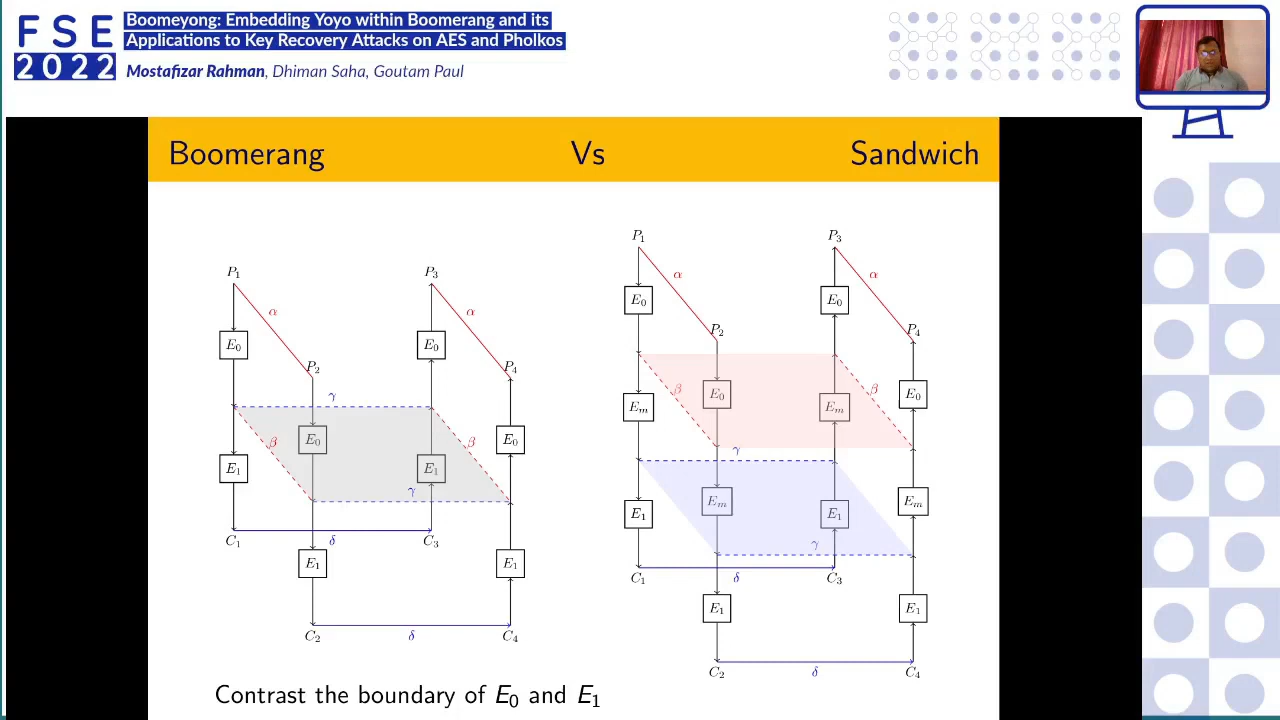 FSE
2022
Boomeyong: Embedding Yoyo within Boomerang and its
Applications to Key Recovery Attacks on AES and Pholkos
Mostafizar Rahman, Dhiman Saha, Goutam Paul
Boomerang Vs Sandwich
P1
P3
α
α
E0
E0
P2
P4
γ
β
β
E0
E0
E1
E1
γ
C1
δ
C3
E1
E1
C2
δ
C4
P1
P3
α
α
E0
E0
P2
P4
β
β
E0
E0
Em
Em
γ
Em
Em
E1
E1
γ
C1
δ
C3
E1
E1
C2
δ
C4
Contrast the boundary of E0 and E1